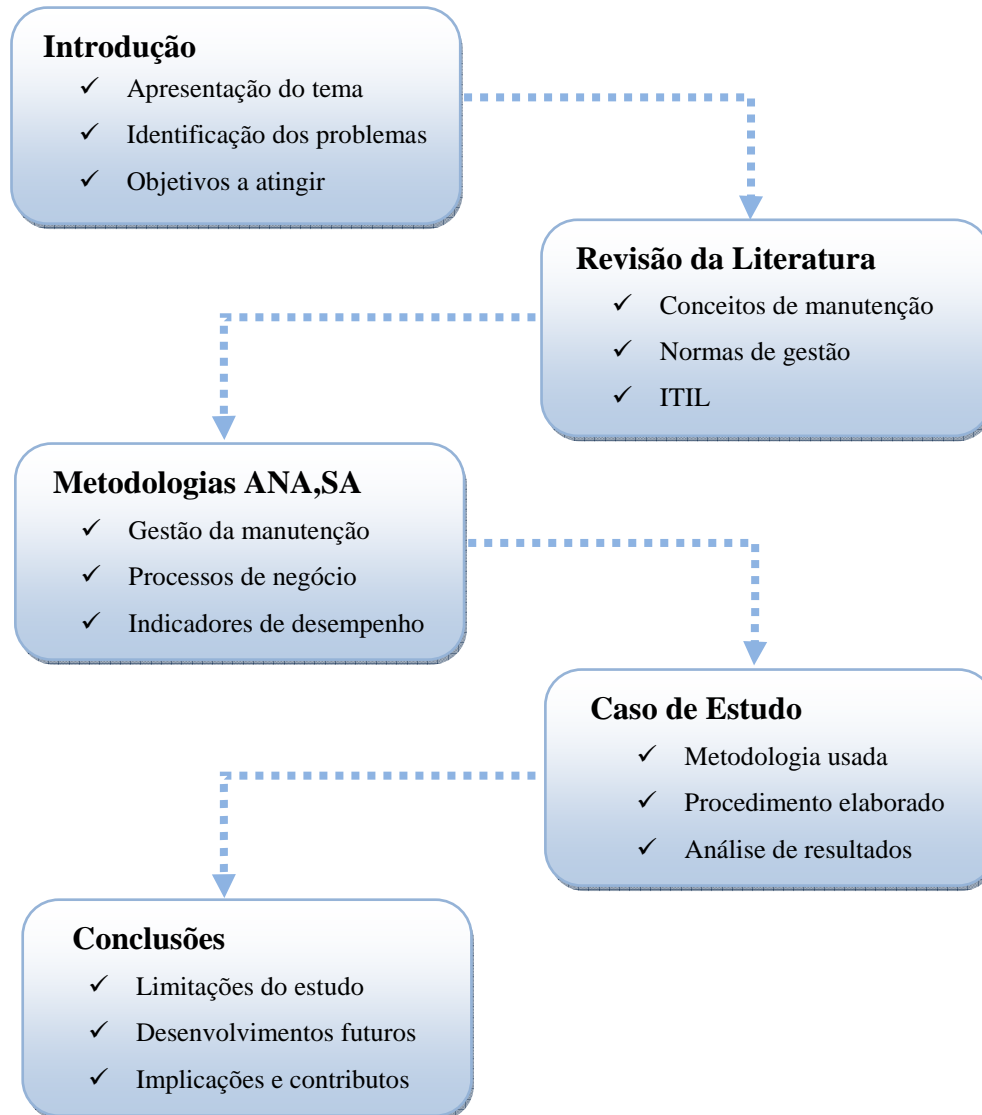 Introdução
✓ Apresentação do tema
✓ Identificação dos problemas
✓ Objetivos a atingir
Revisão da Literatura
✓ Conceitos de manutenção
✓ Normas de gestão
✓ ITIL
Metodologias ANA,SA
✓ Gestão da manutenção
✓ Processos de negócio
✓ Indicadores de desempenho
Caso de Estudo
✓ Metodologia usada
✓ Procedimento elaborado
✓ Análise de resultados
Conclusões
✓ Limitações do estudo
✓ Desenvolvimentos futuros
✓ Implicações e contributos